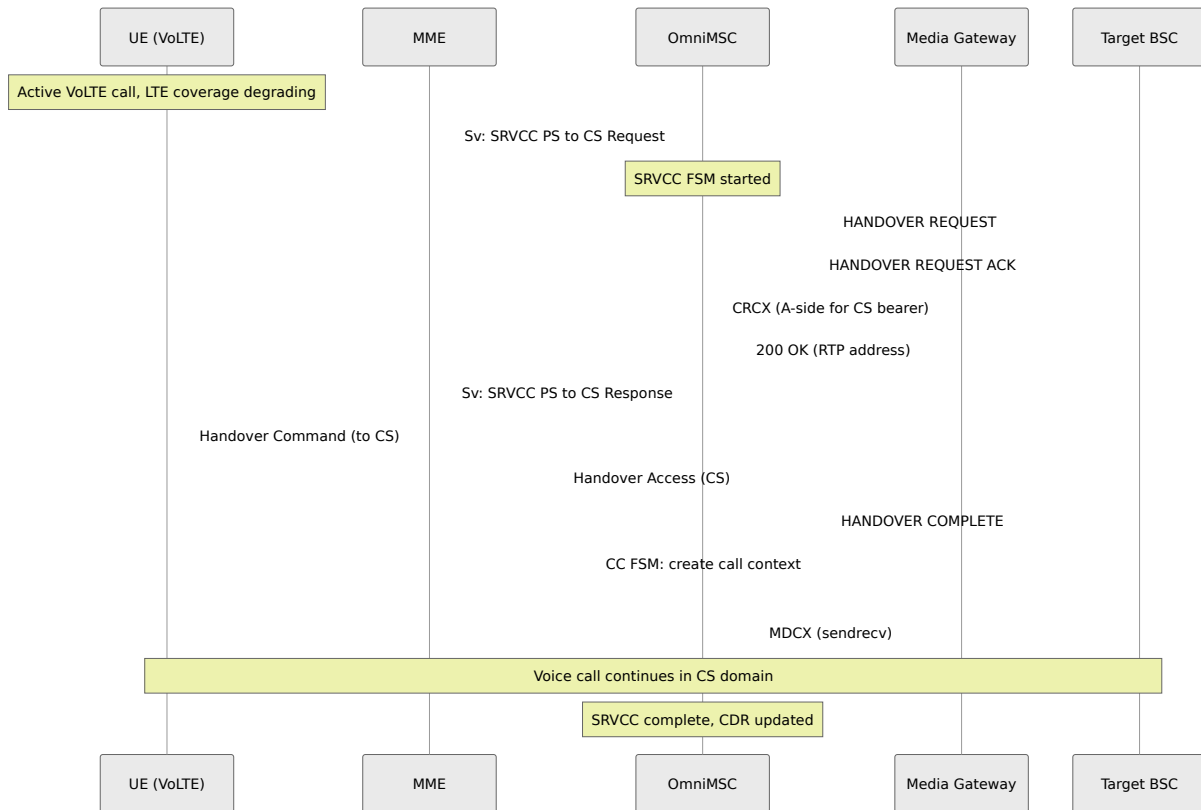 UE (VoLTE)
MME
OmniMSC
Media Gateway
Target BSC
Active VoLTE call, LTE coverage degrading
Sv: SRVCC PS to CS Request
SRVCC FSM started
HANDOVER REQUEST
HANDOVER REQUEST ACK
CRCX (A-side for CS bearer)
200 OK (RTP address)
Sv: SRVCC PS to CS Response
Handover Command (to CS)
Handover Access (CS)
HANDOVER COMPLETE
CC FSM: create call context
MDCX (sendrecv)
Voice call continues in CS domain
SRVCC complete, CDR updated
UE (VoLTE)
MME
OmniMSC
Media Gateway
Target BSC